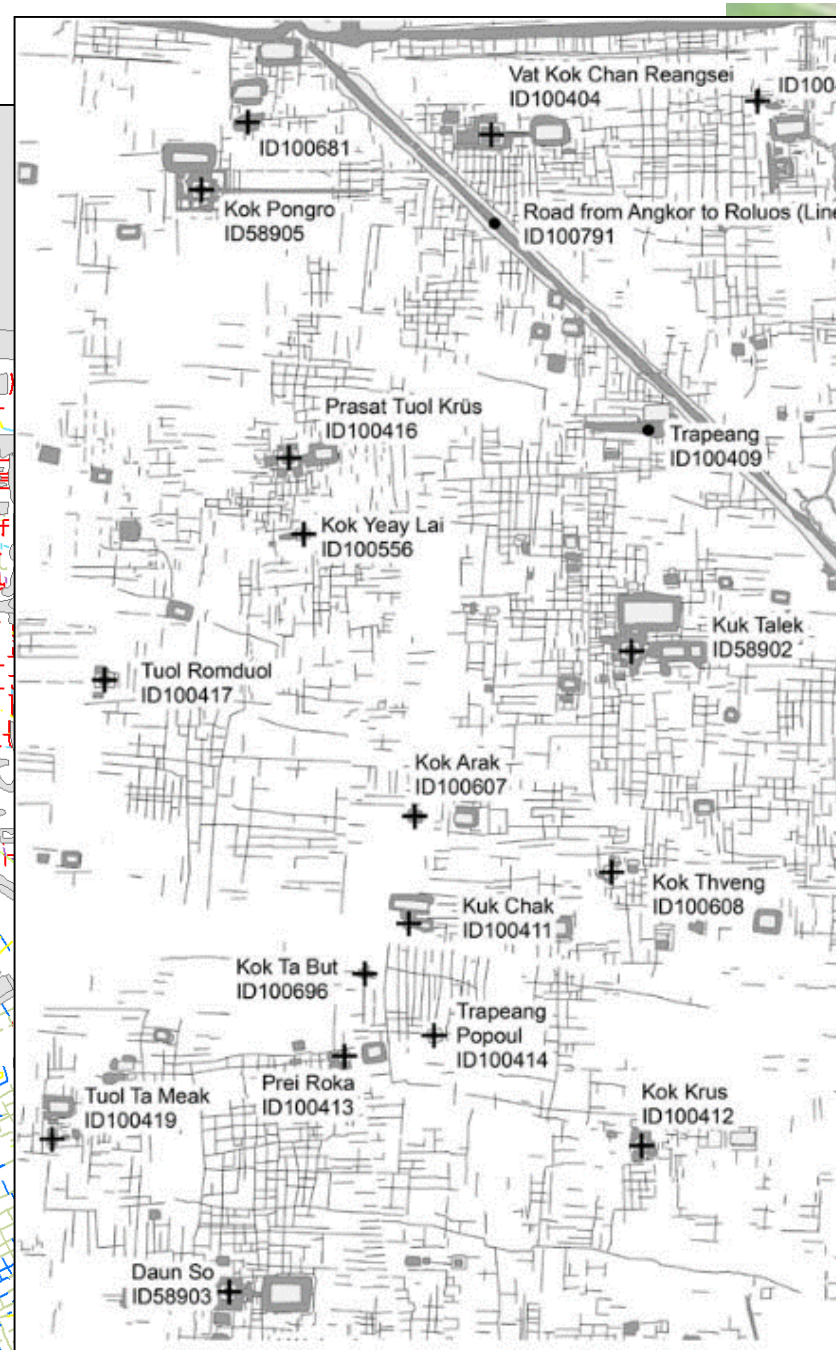 Vat Kok Chan Reangsei
ID100404
ID100
ID100681
Kok Pongro
ID58905
Road from Angkor to Roluos (Line
ID100791
Prasat Tuol Krüs
ID100416
Trapeang
ID100409
Kok Yeay Lai
ID100556
Kuk Talek
ID58902
Tuol Romduol
ID100417
Kok Arak
ID100607
Kok Thveng
ID100608
Kuk Chak
ID100411
Kok Ta But
ID100696
Trapeang
Popoul
ID100414
Prei Roka
ID100413
Tuol Ta Meak
ID100419
Kok Krus
ID100412
Daun So
ID58903